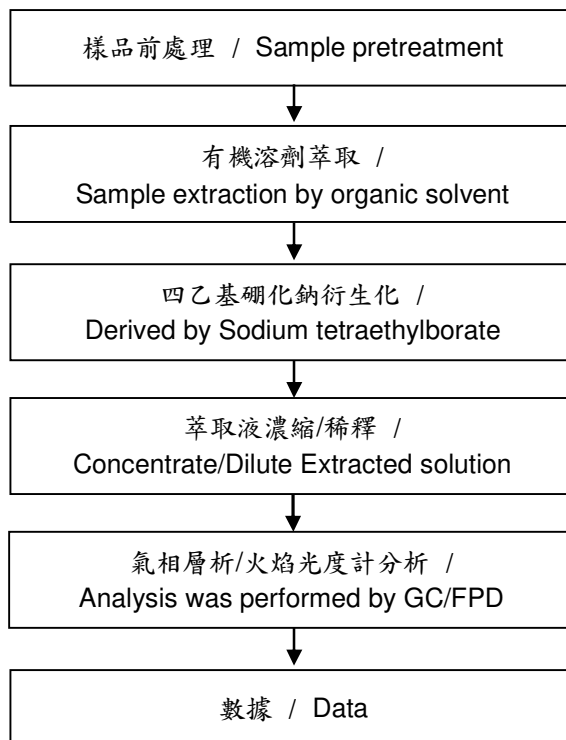 樣品前處理 / Sample pretreatment
有機溶劑萃取 /
Sample extraction by organic solvent
四乙基硼化鈉衍生化 /
Derived by Sodium tetraethylborate
萃取液濃縮/稀釋 /
Concentrate/Dilute Extracted solution
氣相層析/火焰光度計分析 /
Analysis was performed by GC/FPD
數據 / Data